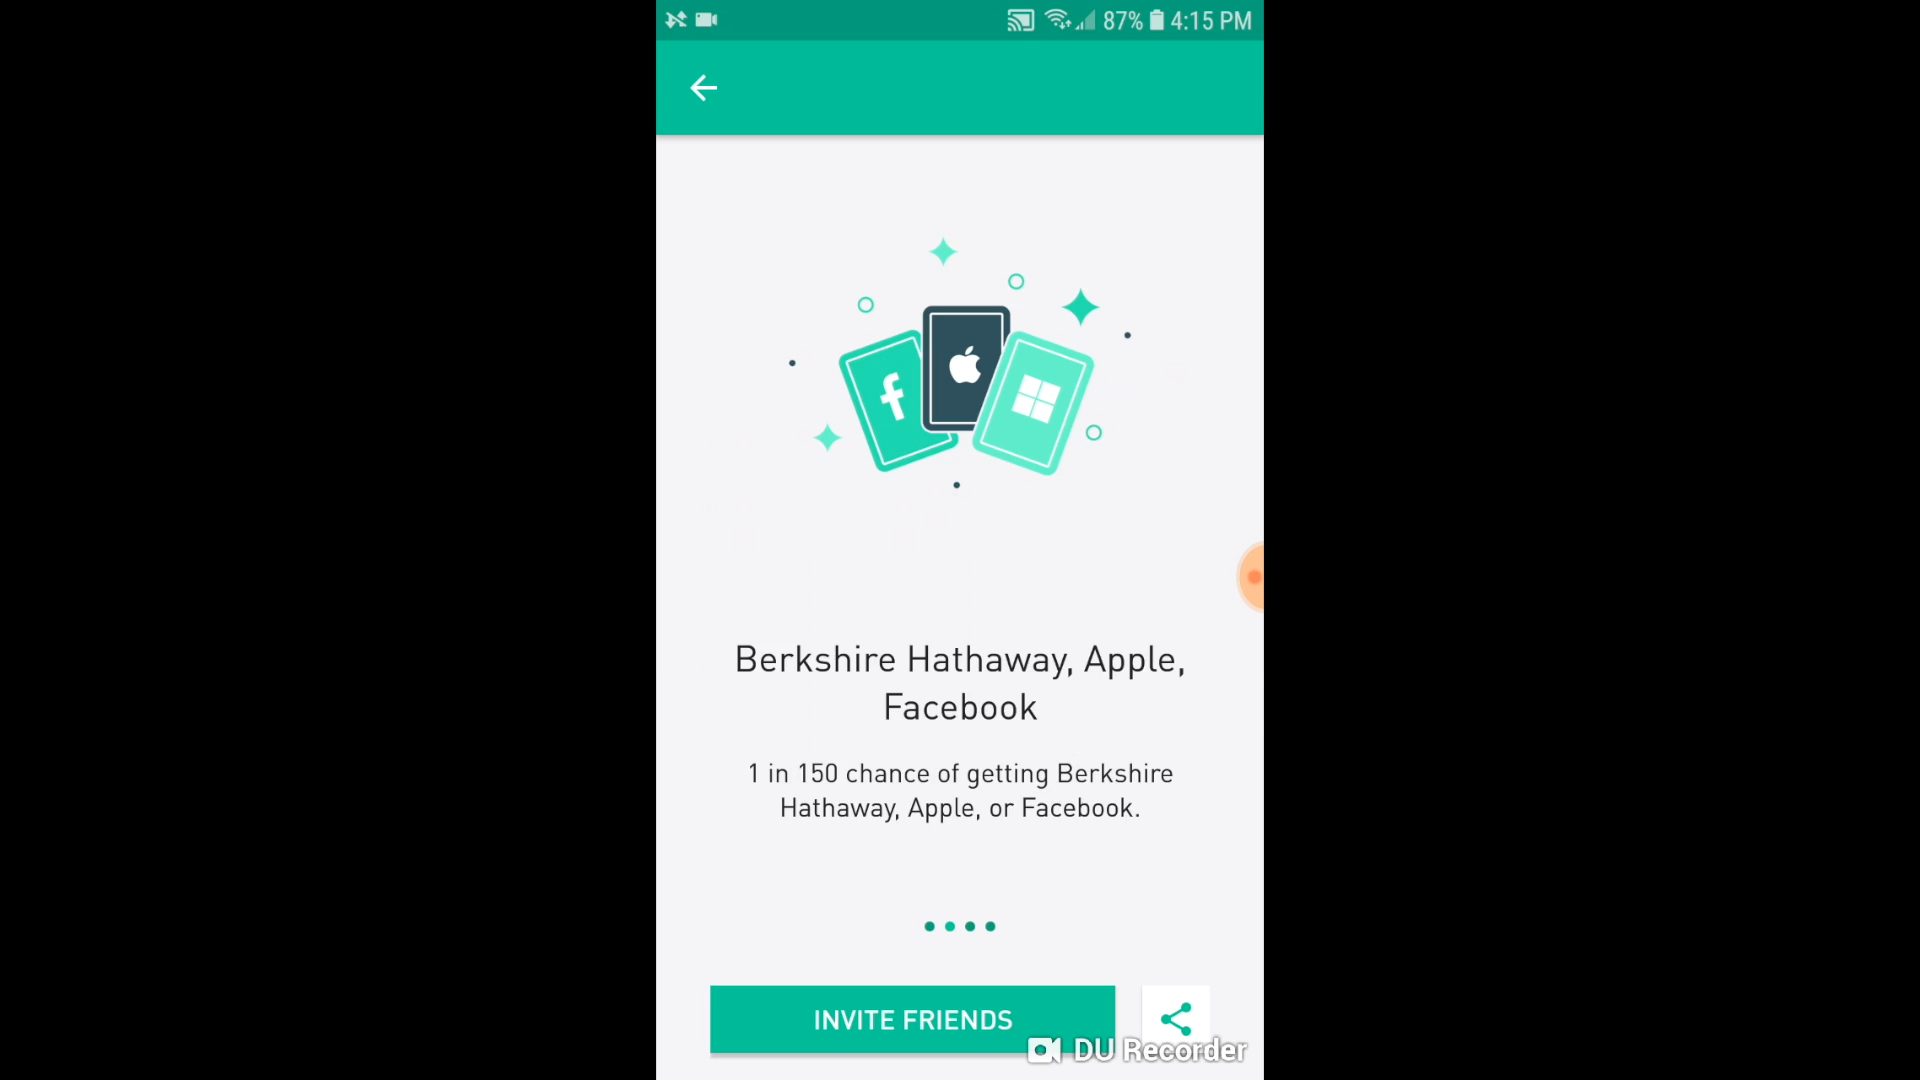 87% 4:15 PM
Berkshire Hathaway, Apple,
Facebook
1 in 150 chance of getting Berkshire
Hathaway, Apple, or Facebook.
INVITE FRIENDS
DU Recorder